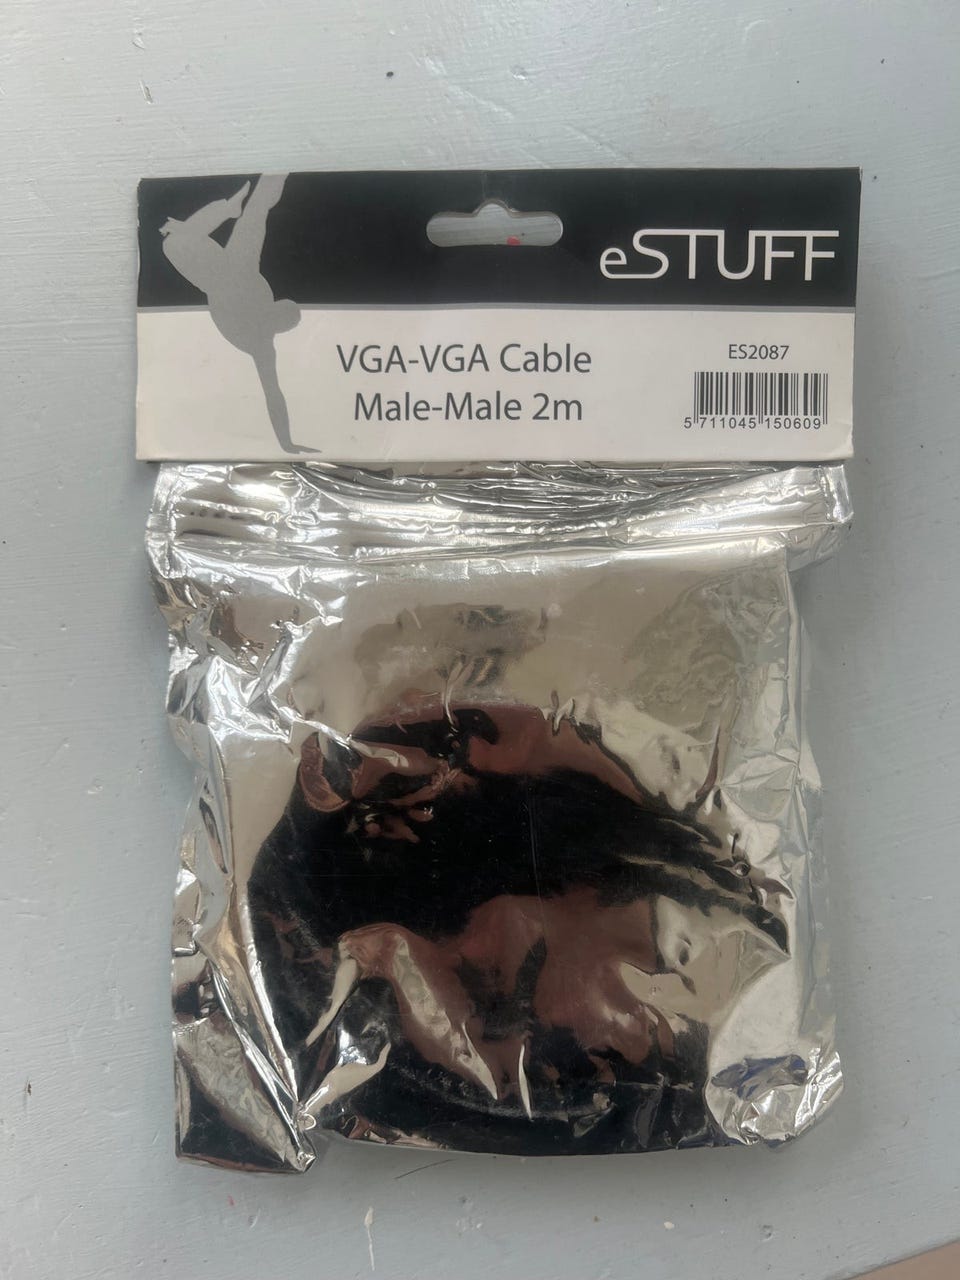 eSTUFF
VGA-VGA Cable
Male-Male 2m
ES2087
5 711045 150609